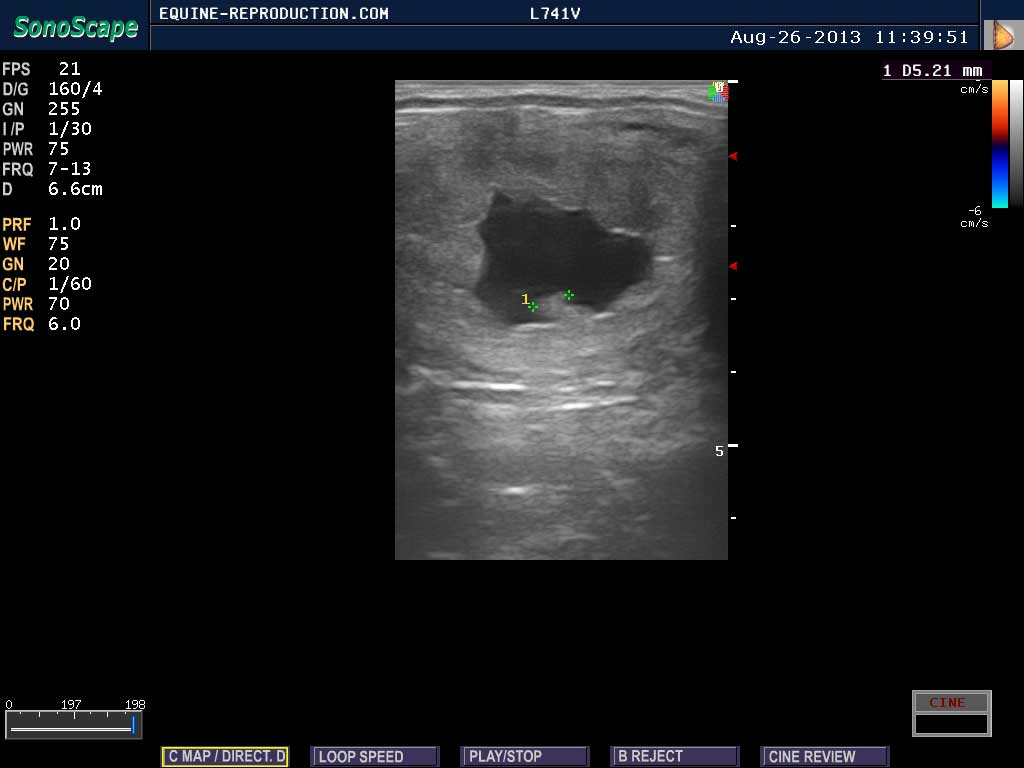 SonoScape
EQUINE-REPRODUCTION.COM L741V
Aug-26-2013 11:39:51
FPS 21
D/G 160/4
GN 255
I/P 1/30
PWR 75
FRQ 7-13
D 6.6cm
PRF 1.0
WF 75
GN 20
C/P 1/60
PWR 70
FRQ 6.0
1 D5.21 mm
cm/s
-6
cm/s
1
5
0 197 198
CINE
C MAP / DIRECT. D LOOP SPEED PLAY/STOP B REJECT CINE REVIEW